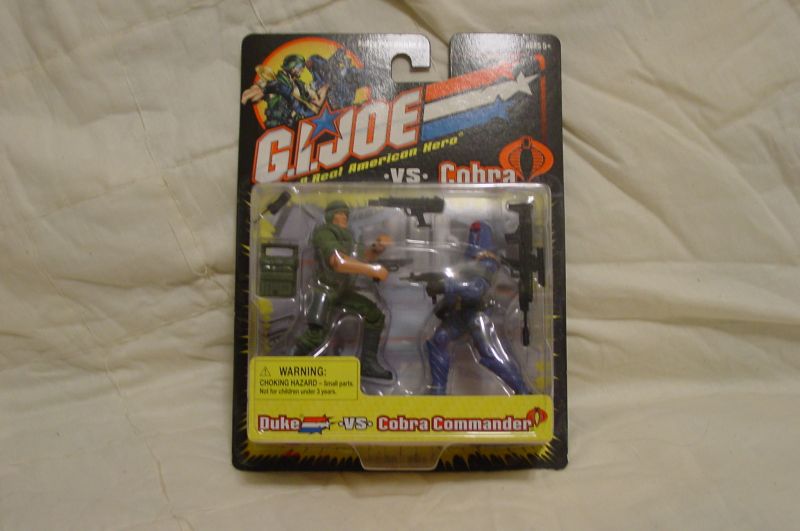 G.I.JOE
a Real American Hero
·VS· Cobra
WARNING:
CHOKING HAZARD – Small parts.
Not for children under 3 years.
Duke ·VS· Cobra Commander